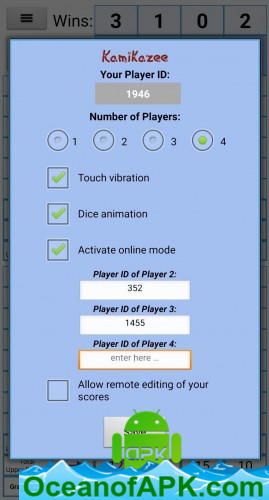 Wins: 3 1 0 2
KamiKazee
Your Player ID:
1946
Number of Players:
1 2 3 4
Touch vibration
Dice animation
Activate online mode
Player ID of Player 2:
352
Player ID of Player 3:
1455
Player ID of Player 4:
enter here ...
Allow remote editing of your
scores
APK
OceanofAPK.com